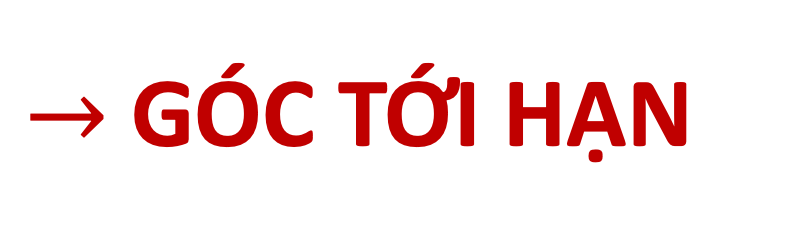 → GÓC TỚI HẠN